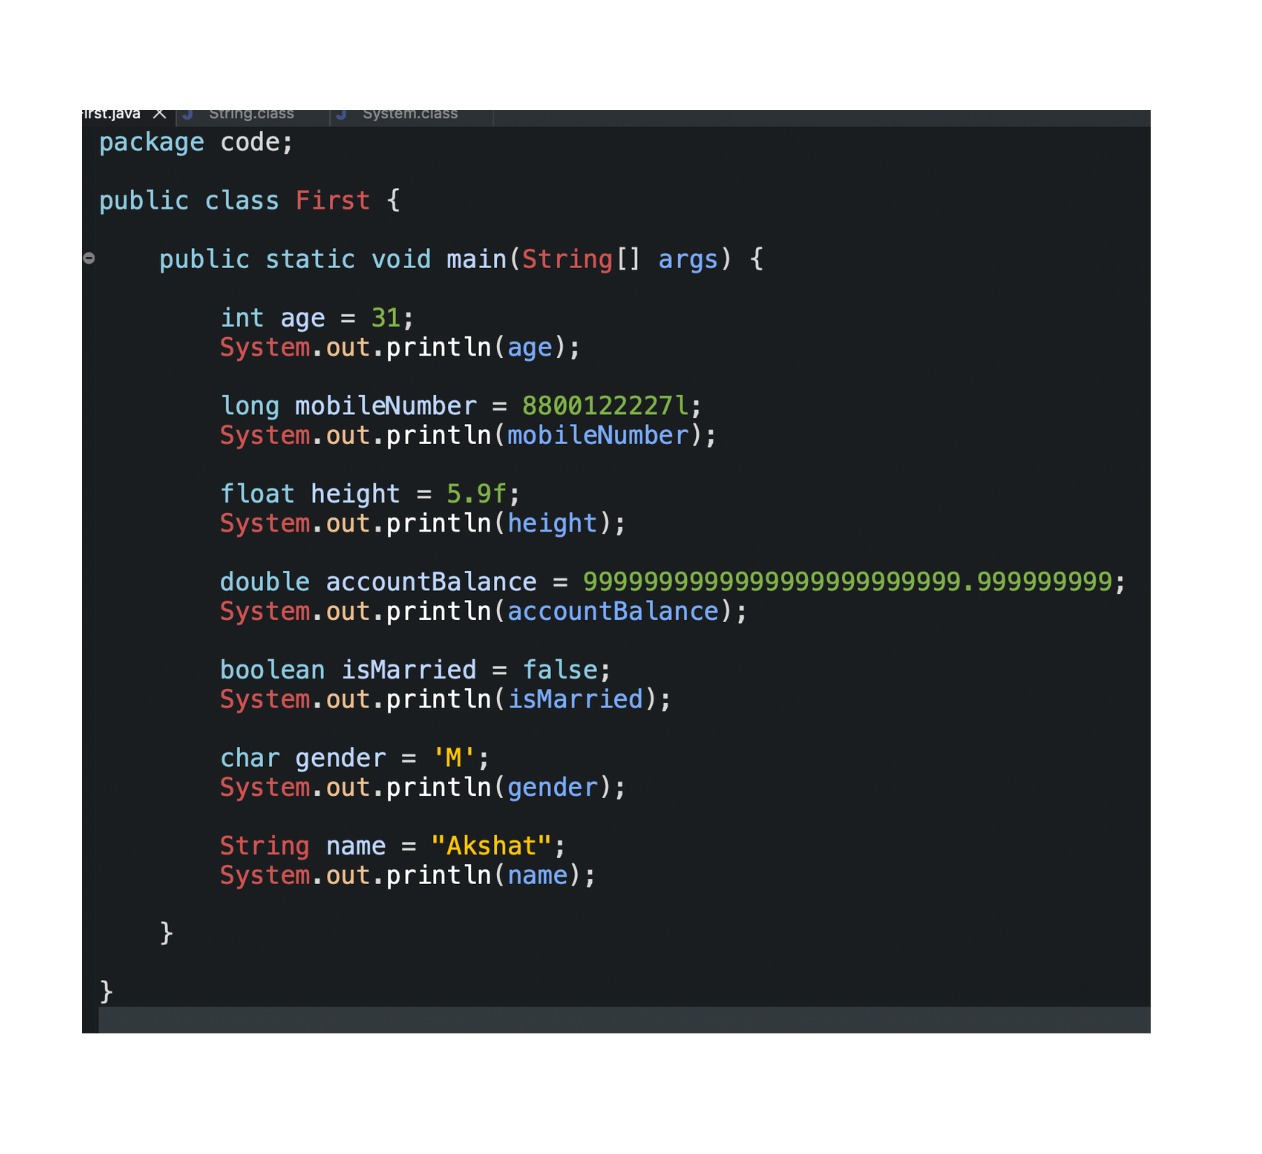 irst.java
String.class
System.class
package code;
public class First {
public static void main(String[] args) {
int age = 31;
System.out.println(age);
long mobileNumber = 8800122227l;
System.out.println(mobileNumber);
float height = 5.9f;
System.out.println(height);
double accountBalance = 9999999999999999999999999.999999999;
System.out.println(accountBalance);
boolean isMarried = false;
System.out.println(isMarried);
char gender = 'M';
System.out.println(gender);
String name = "Akshat";
System.out.println(name);
}
}